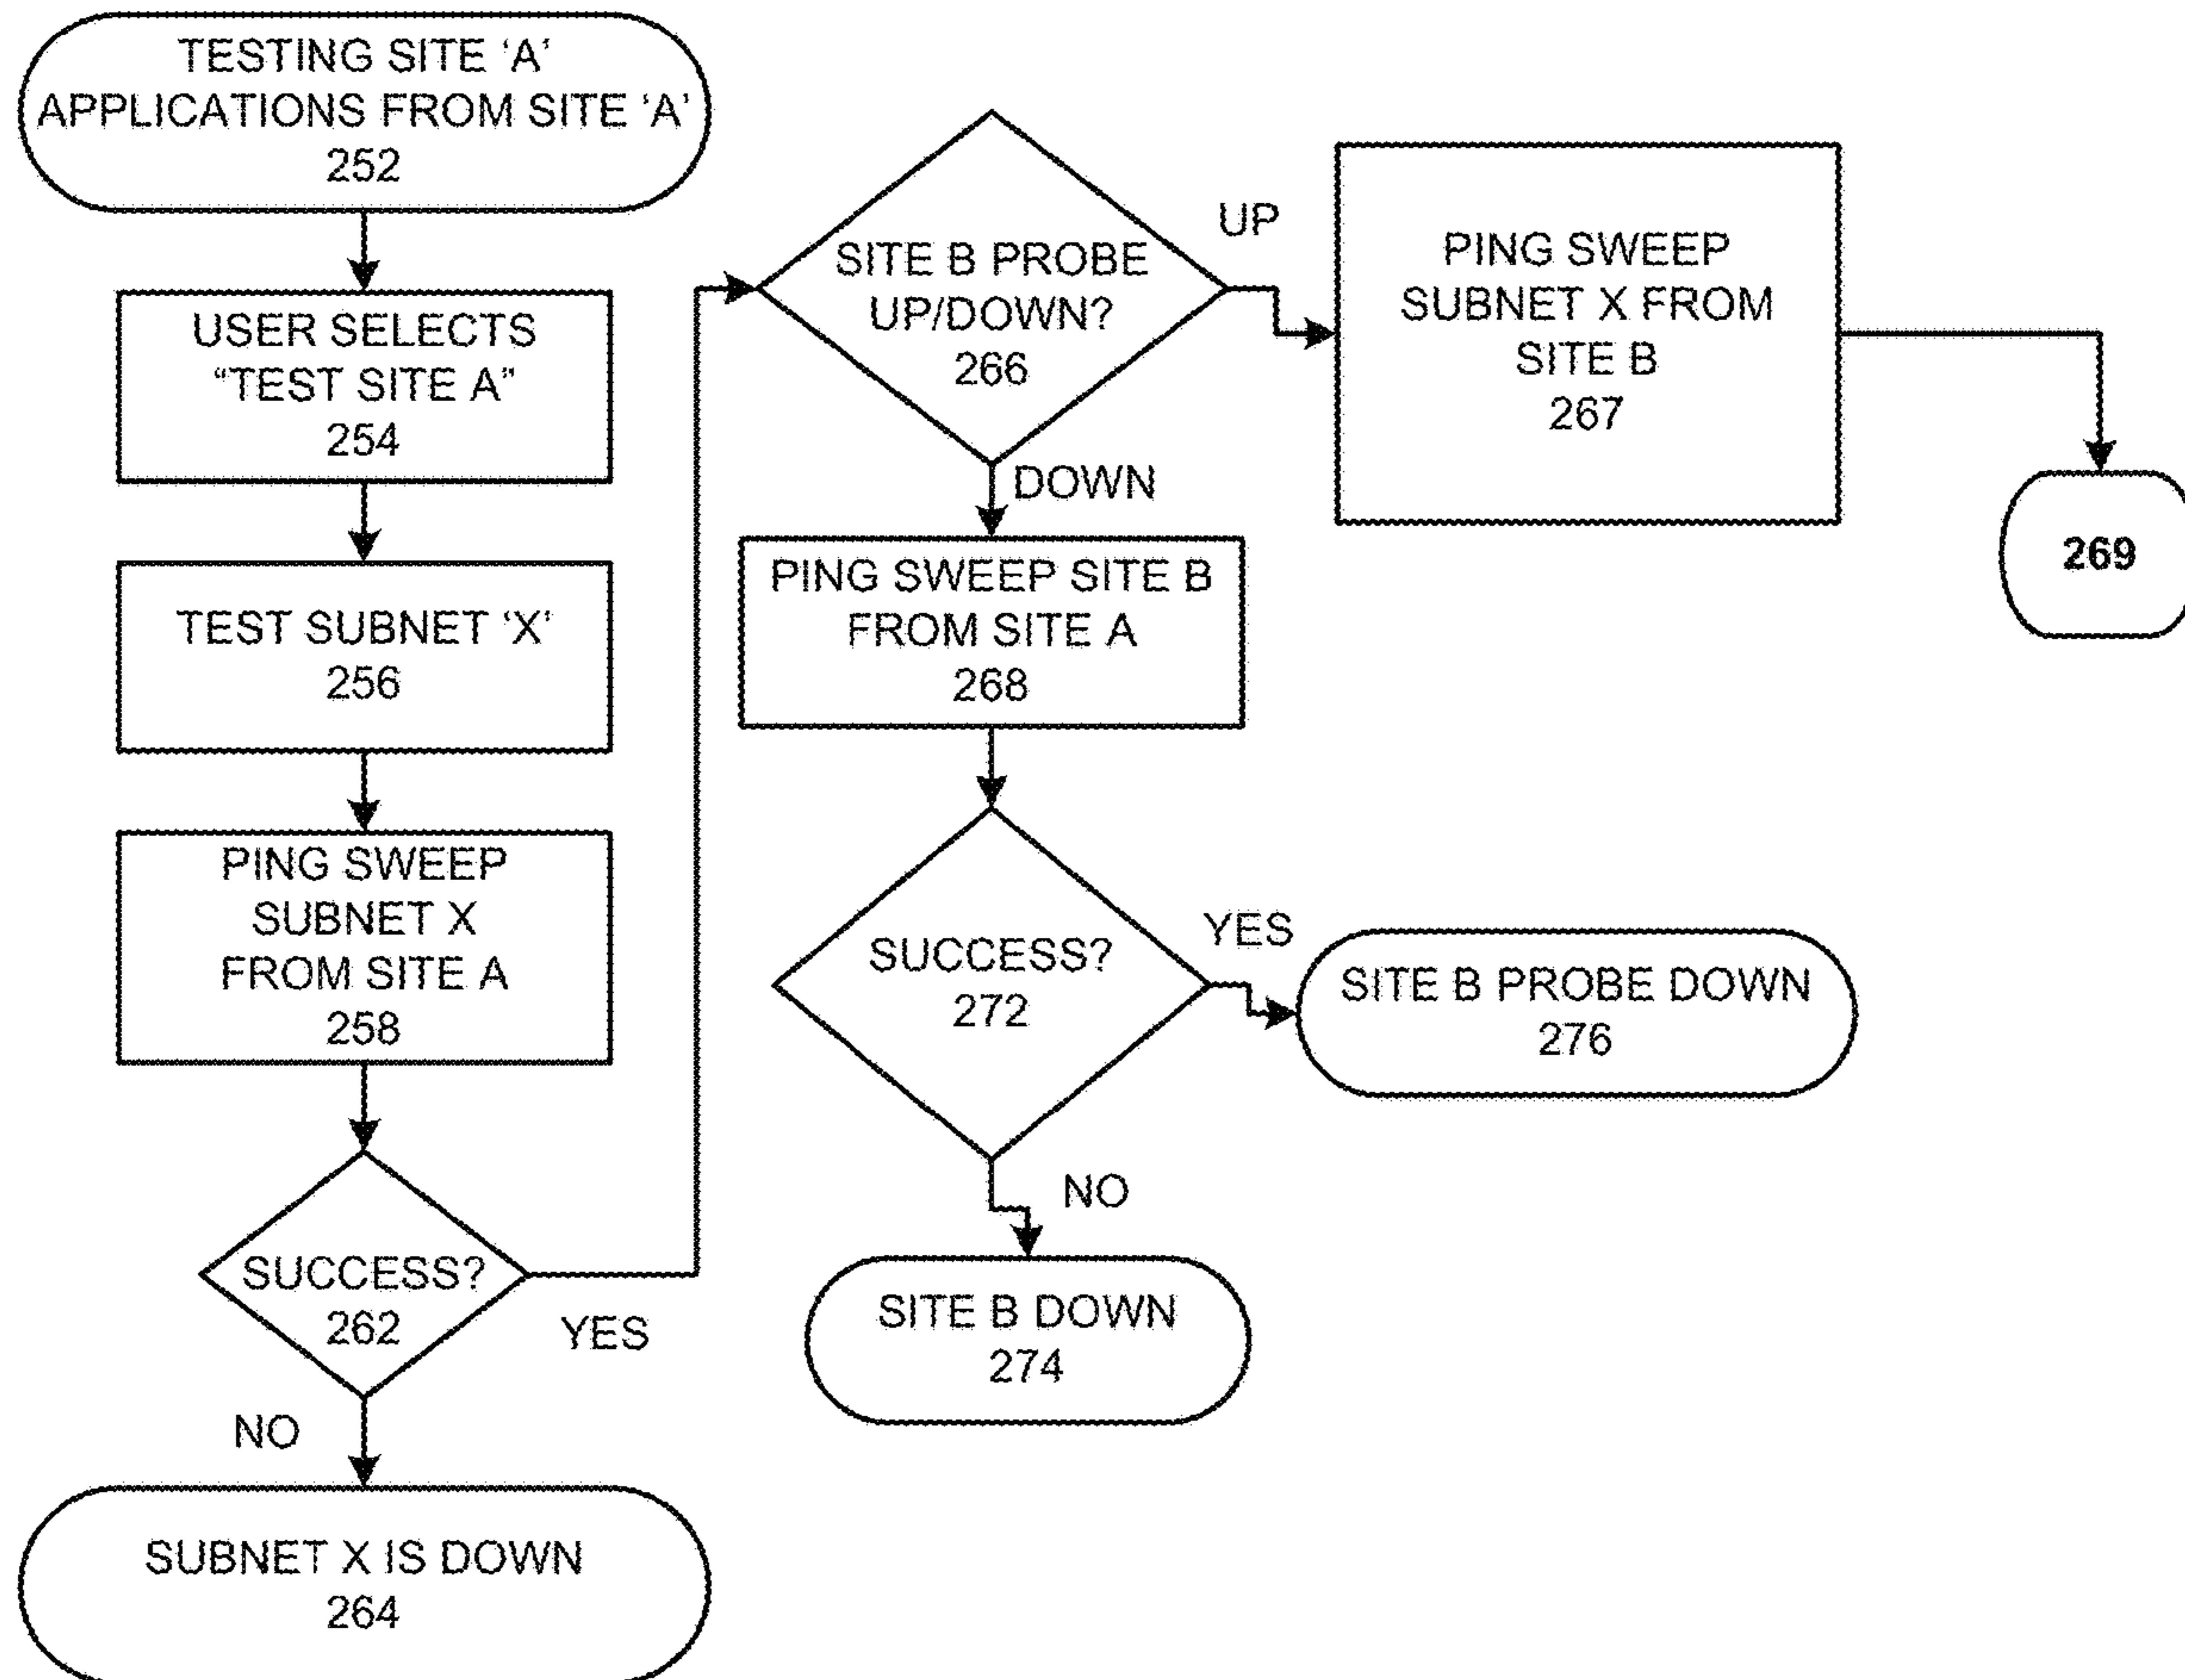 TESTING SITE ‘A’
APPLICATIONS FROM SITE ‘A’
252
USER SELECTS
“TEST SITE A”
254
TEST SUBNET ‘X’
256
PING SWEEP
SUBNET X
FROM SITE A
258
SUCCESS?
262
YES
NO
SUBNET X IS DOWN
264
SITE B PROBE
UP/DOWN?
266
UP
DOWN
PING SWEEP
SUBNET X FROM
SITE B
267
269
PING SWEEP SITE B
FROM SITE A
268
SUCCESS?
272
YES
SITE B PROBE DOWN
276
NO
SITE B DOWN
274